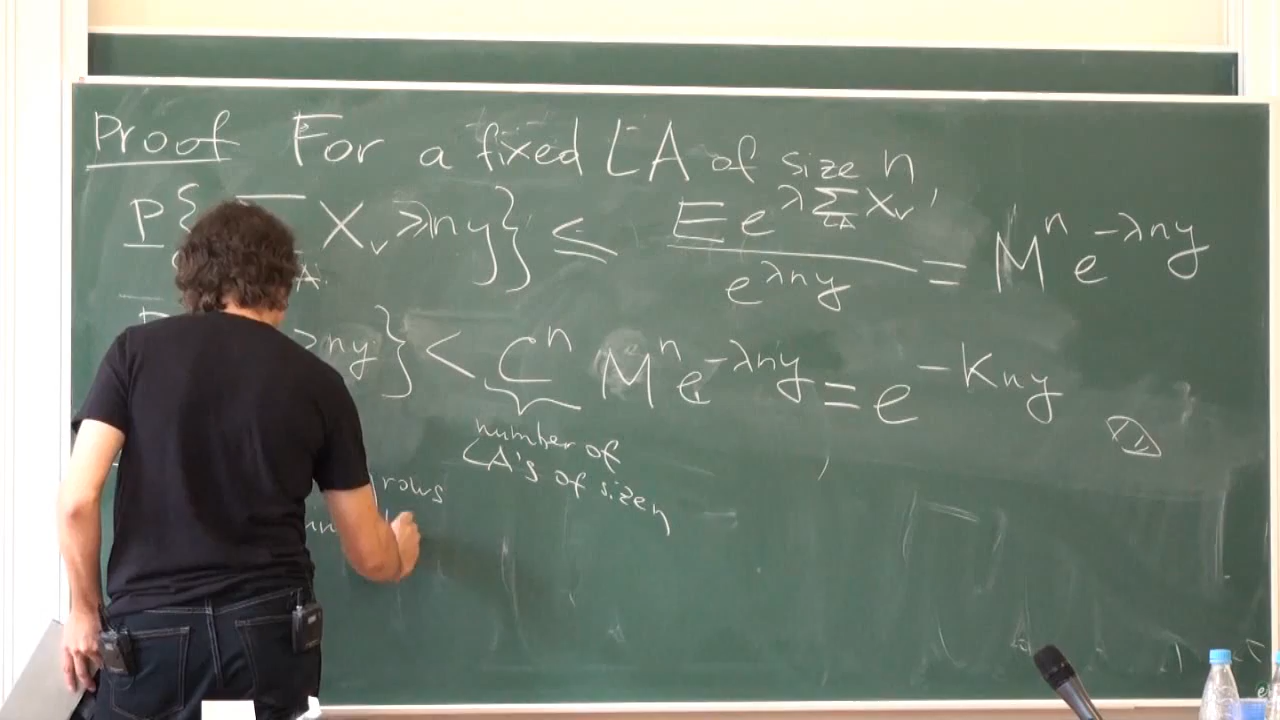 Proof For a fixed LA of size n
P{ X_v ≥ ny} ≤ E e^{λ Σ_{LA} X_v} / e^{λny} = M^n e^{-λny}
≥ ny} < C^n M^n e^{-λny} = e^{-Kny}
number of
LA's of size n
rows